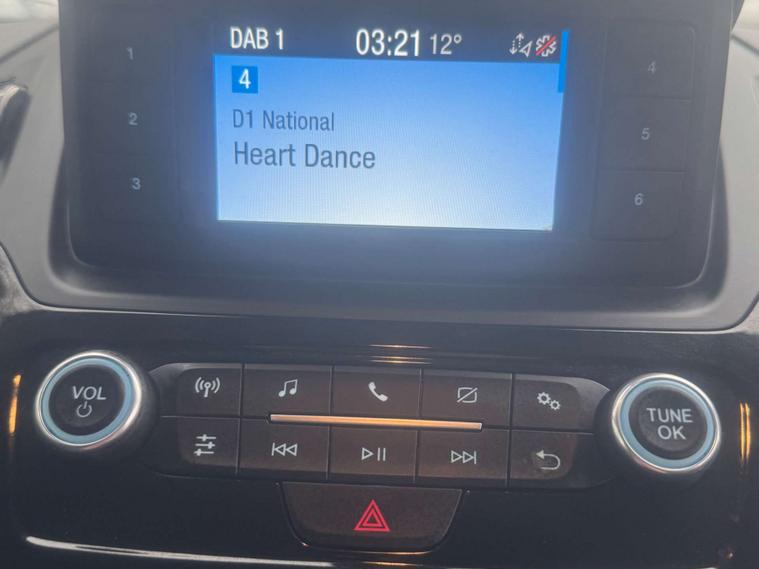 DAB 1 03:21 12°
4
D1 National
Heart Dance
1
2
3
4
5
6
VOL
TUNE
OK